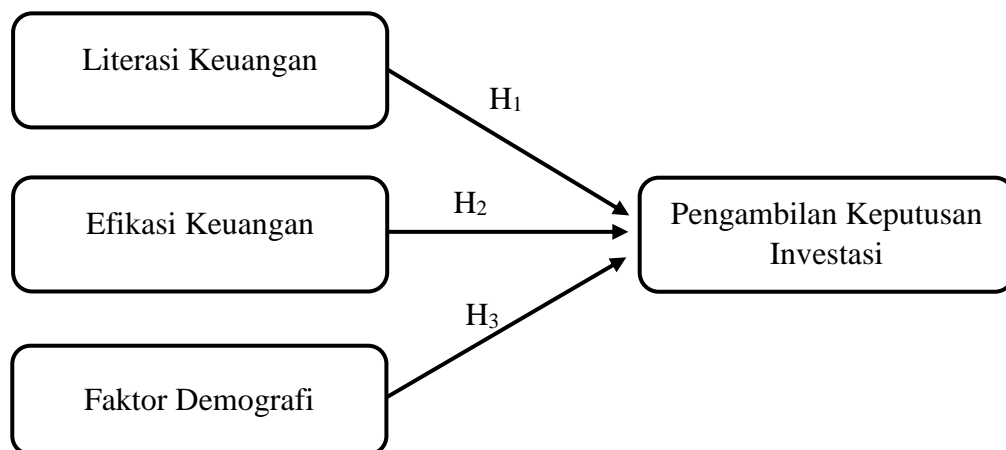 Literasi Keuangan
H₁
Efikasi Keuangan
H₂
Pengambilan Keputusan
Investasi
H₃
Faktor Demografi